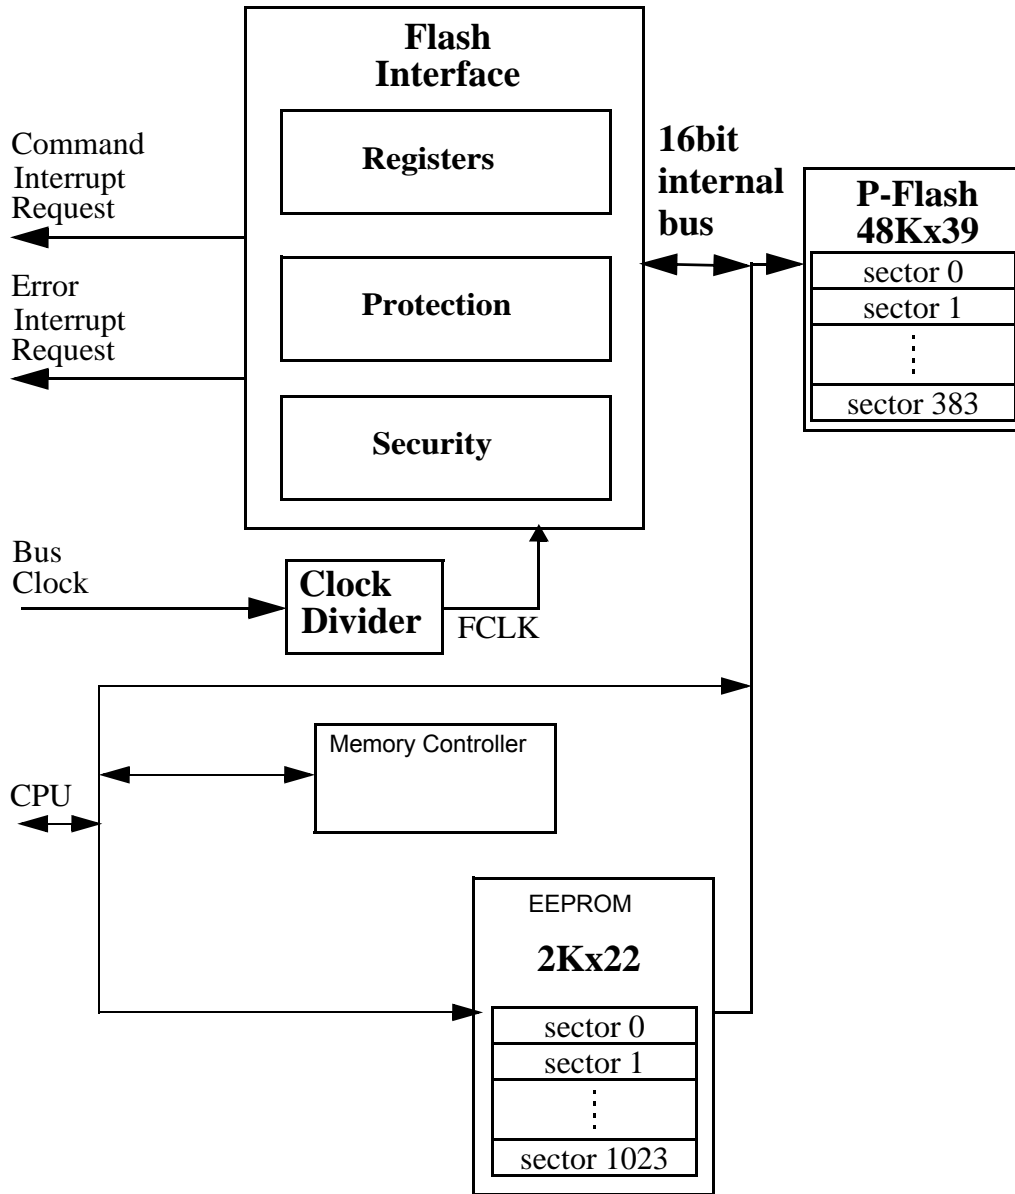 Flash
Interface
Registers
Protection
Security
Command
Interrupt
Request
Error
Interrupt
Request
16bit
internal
bus
P-Flash
48Kx39
sector 0
sector 1
sector 383
Bus
Clock
Clock
Divider
FCLK
Memory Controller
CPU
EEPROM
2Kx22
sector 0
sector 1
sector 1023